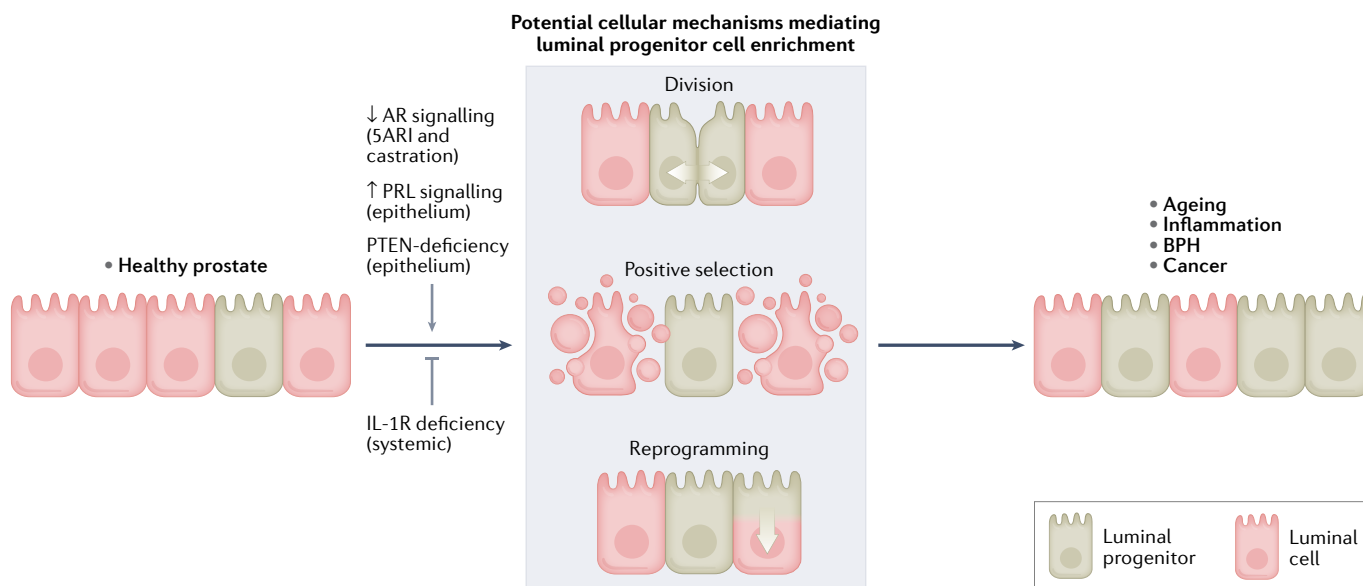 Potential cellular mechanisms mediating
luminal progenitor cell enrichment
• Healthy prostate
↓ AR signalling
(5ARI and
castration)
↑ PRL signalling
(epithelium)
PTEN-deficiency
(epithelium)
IL-1R deficiency
(systemic)
Division
Positive selection
Reprogramming
• Ageing
• Inflammation
• BPH
• Cancer
Luminal
progenitor
Luminal
cell